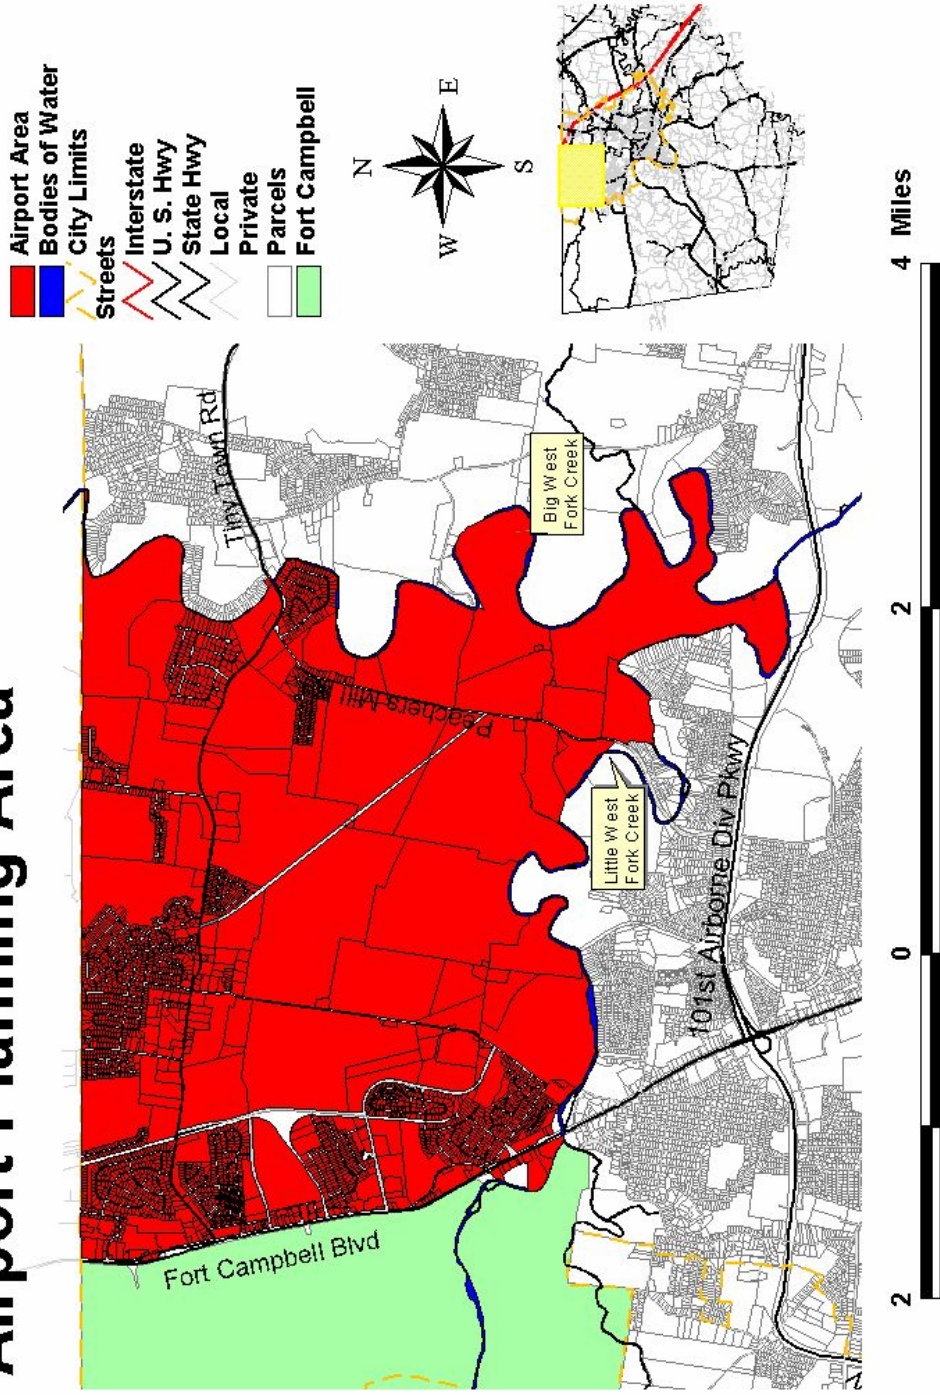 Airport Planning Area
Airport Area
Bodies of Water
City Limits
Streets
Interstate
U. S. Hwy
State Hwy
Local
Private
Parcels
Fort Campbell
N
W
E
S
Tiny Town Rd
Peachers Mill
Big West
Fork Creek
Little West
Fork Creek
Fort Campbell Blvd
101st Airborne Div Pkwy
2
0
2
4 Miles